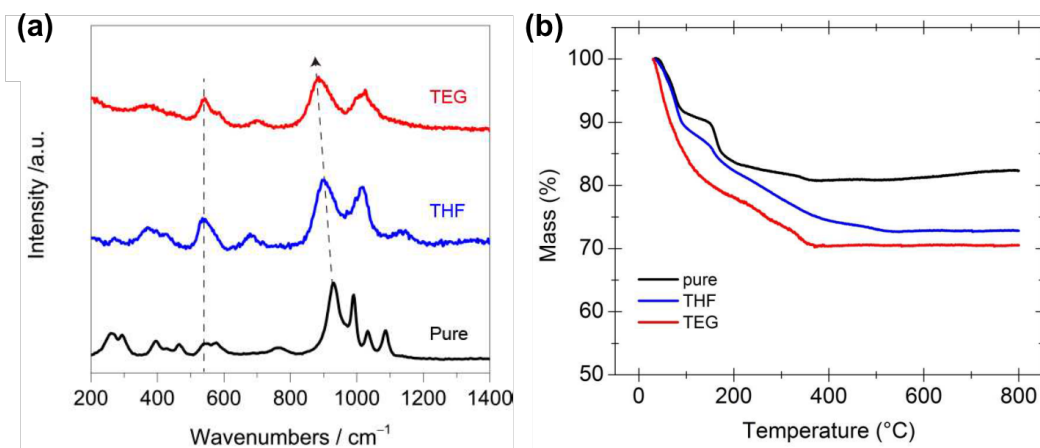 (a)
Intensity /a.u.
TEG
THF
Pure
200 400 600 800 1000 1200 1400
Wavenumbers / cm⁻¹
(b)
Mass (%)
100
90
80
70
60
50
pure
THF
TEG
0 200 400 600 800
Temperature (°C)